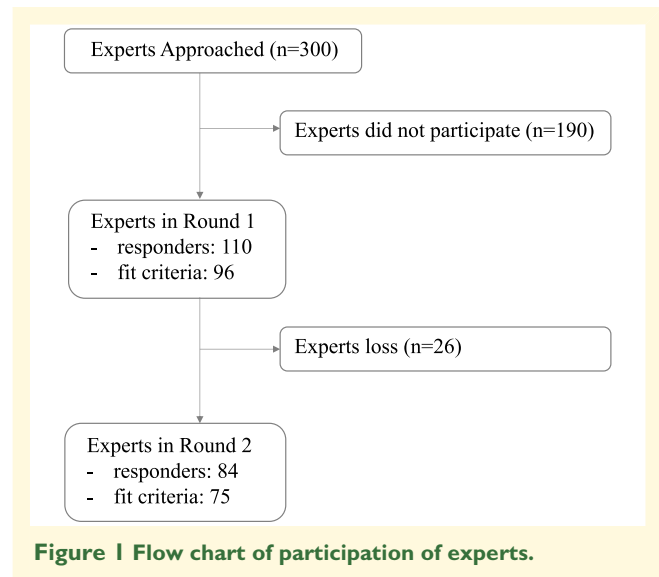 Experts Approached (n=300)
Experts did not participate (n=190)
Experts in Round 1
- responders: 110
- fit criteria: 96
Experts loss (n=26)
Experts in Round 2
- responders: 84
- fit criteria: 75
Figure 1 Flow chart of participation of experts.